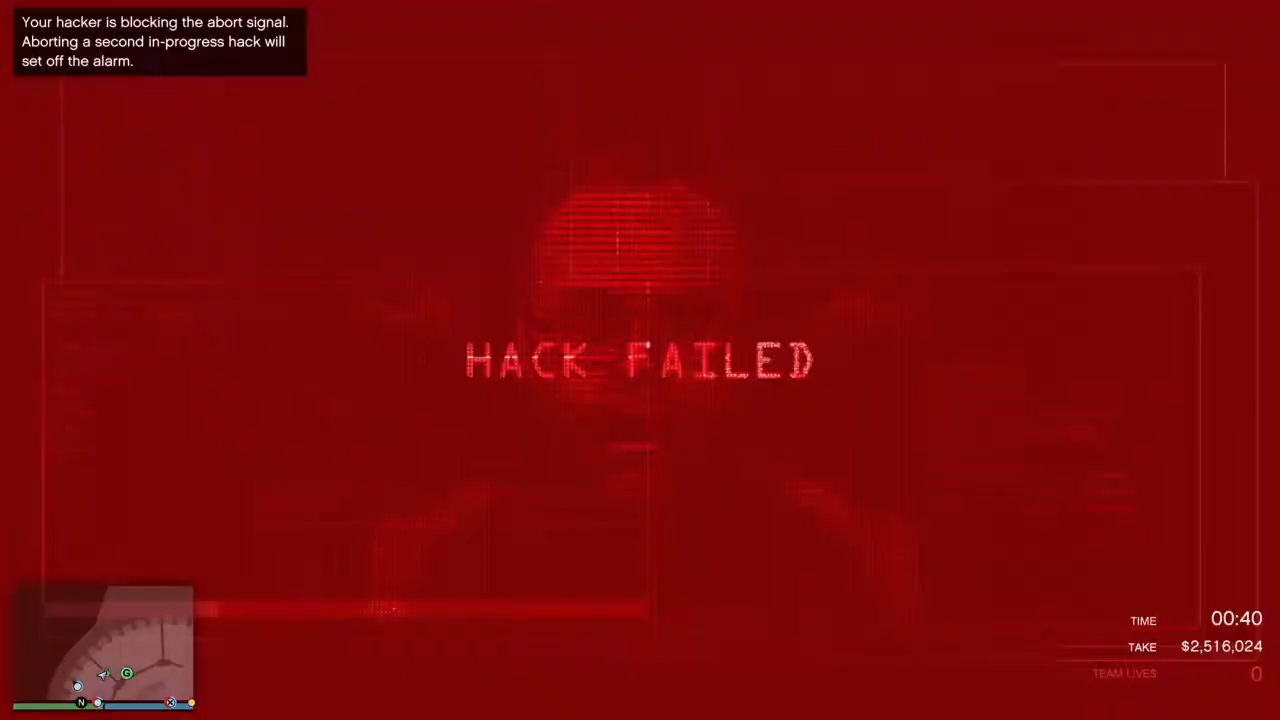 Your hacker is blocking the abort signal.
Aborting a second in-progress hack will
set off the alarm.
HACK FAILED
TIME 00:40
TAKE $2,516,024
TEAM LIVES 0
G
N